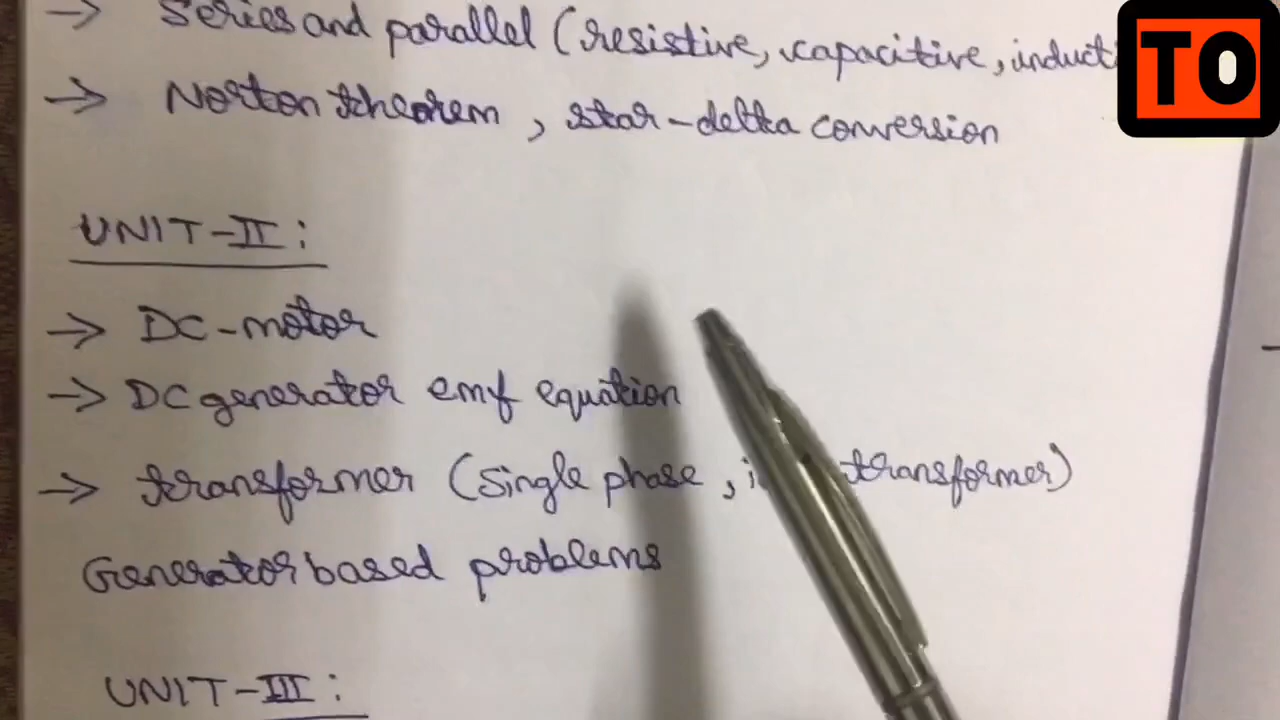 → Series and parallel (resistive, capacitive, inducti
TO
→ Norton theorem, star-delta conversion
UNIT-II:
→ DC-motor
→ DC generator emf equation
→ transformer (single phase, transformer)
Generator based problems
UNIT-III: